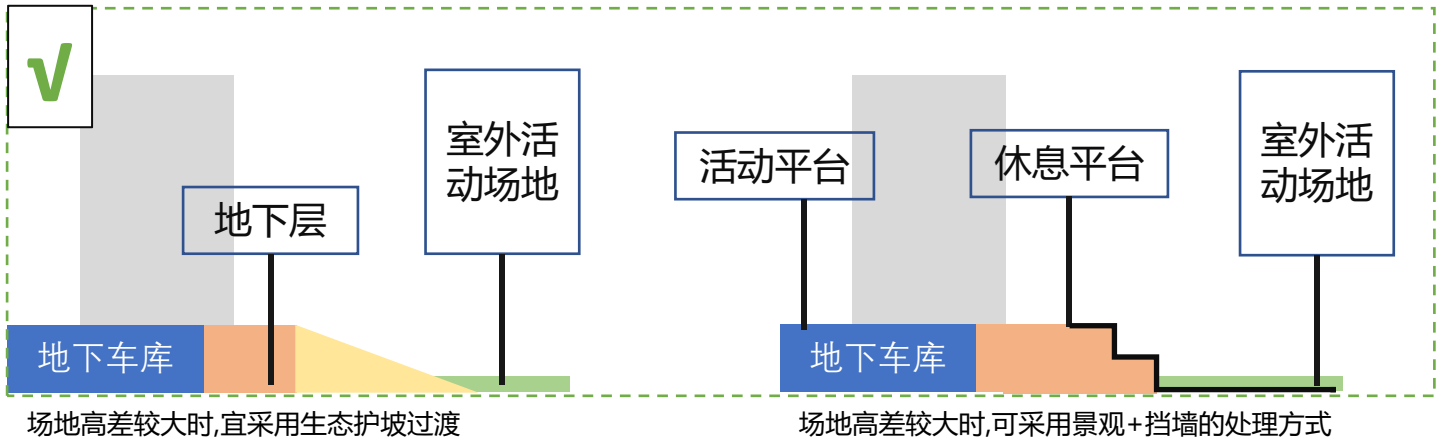 √
室外活
动场地
地下层
地下车库
场地高差较大时,宜采用生态护坡过渡
活动平台
休息平台
室外活
动场地
地下车库
场地高差较大时,可采用景观+挡墙的处理方式